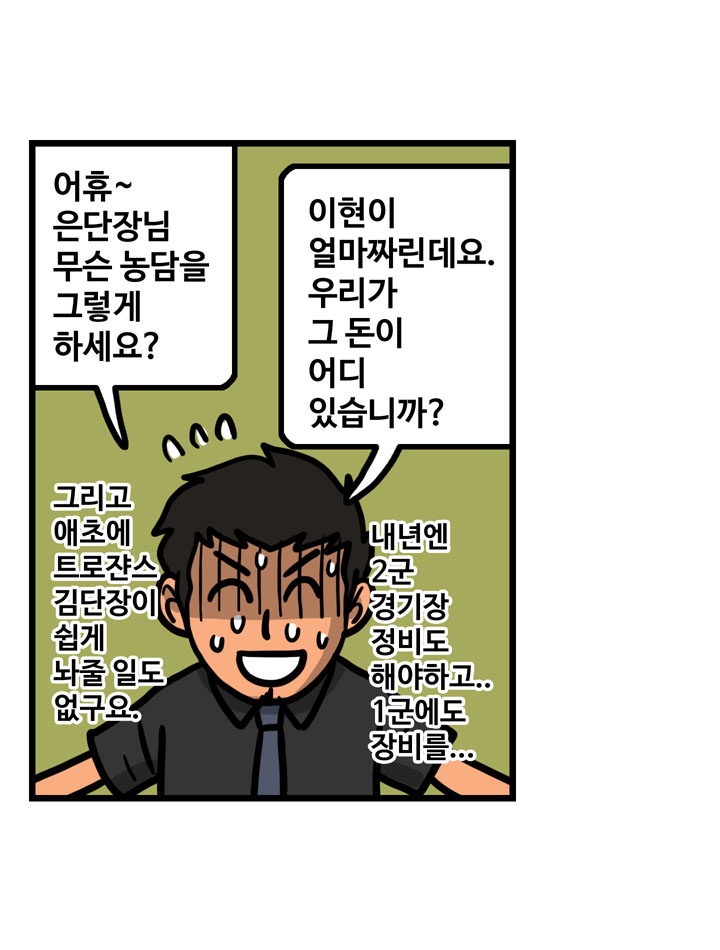 어휴~
은단장님
무슨 농담을
그렇게
하세요?
이현이
얼마짜린데요.
우리가
그 돈이
어디
있습니까?
그리고
애초에
트로쟌스
김단장이
쉽게
놔줄 일도
없구요.
내년엔
2군
경기장
정비도
해야하고..
1군에도
장비를...